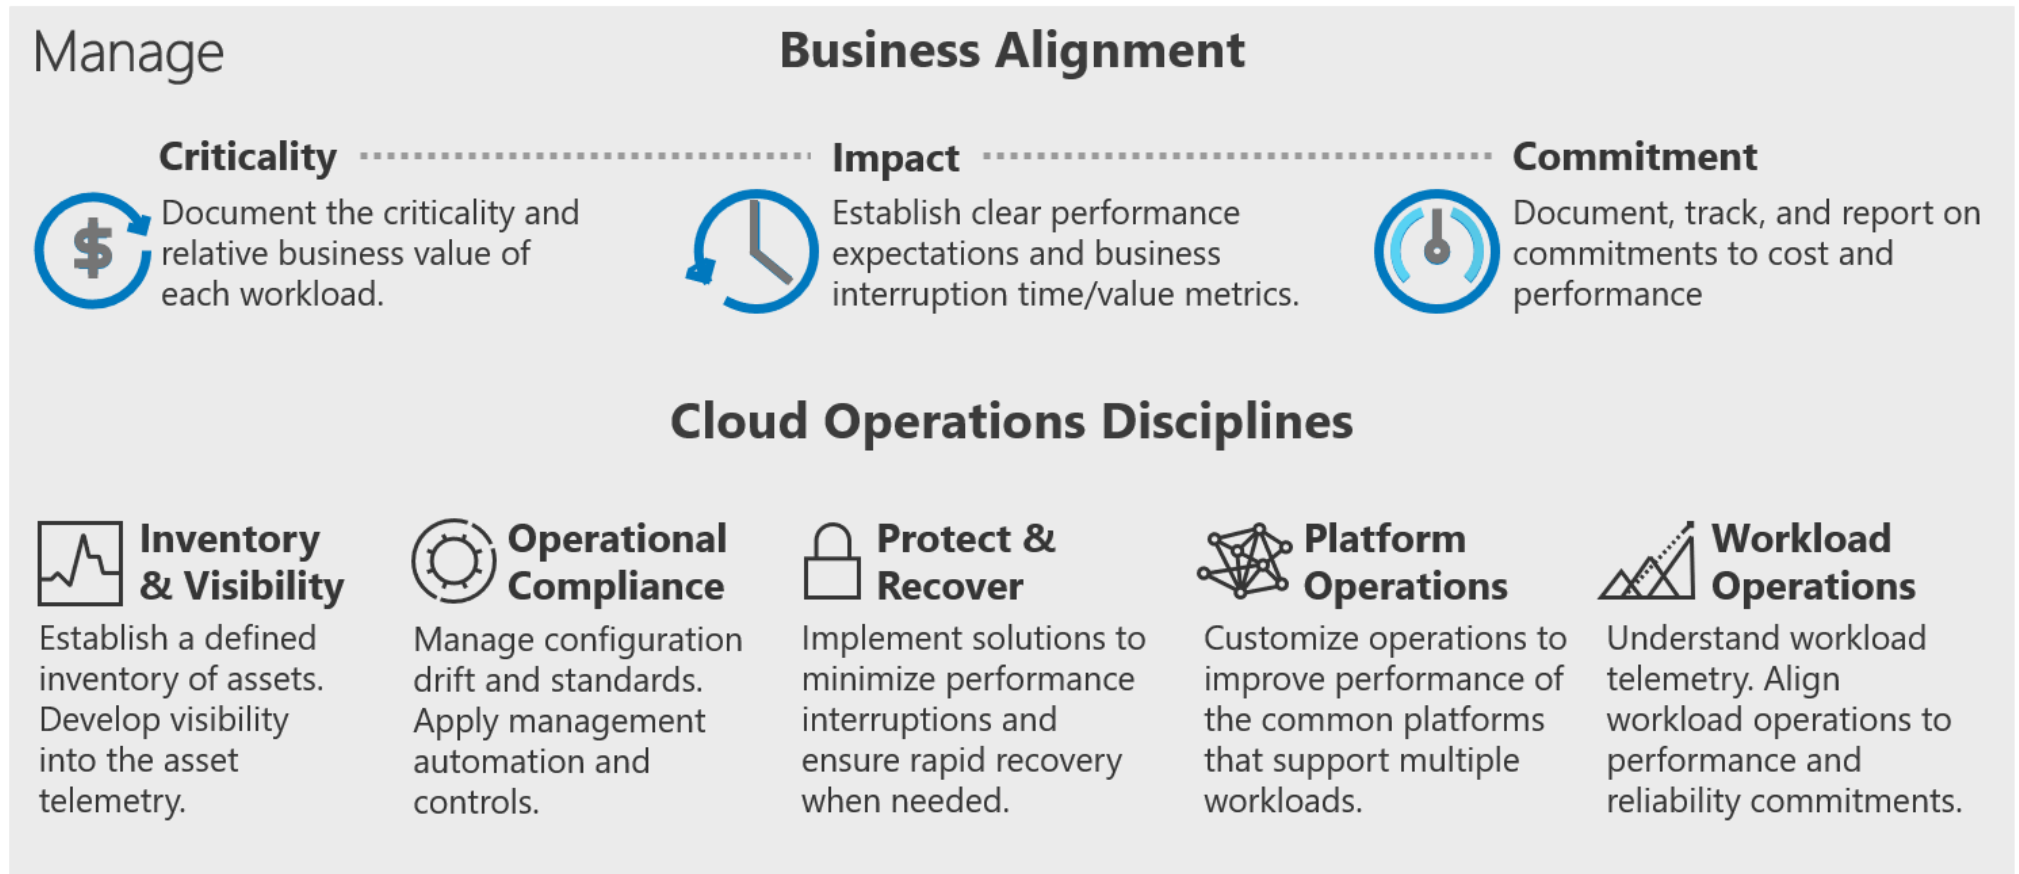 Manage
Business Alignment
Criticality
Document the criticality and
relative business value of
each workload.
Impact
Establish clear performance
expectations and business
interruption time/value metrics.
Commitment
Document, track, and report on
commitments to cost and
performance
Cloud Operations Disciplines
Inventory
& Visibility
Establish a defined
inventory of assets.
Develop visibility
into the asset
telemetry.
Operational
Compliance
Manage configuration
drift and standards.
Apply management
automation and
controls.
Protect &
Recover
Implement solutions to
minimize performance
interruptions and
ensure rapid recovery
when needed.
Platform
Operations
Customize operations to
improve performance of
the common platforms
that support multiple
workloads.
Workload
Operations
Understand workload
telemetry. Align
workload operations to
performance and
reliability commitments.